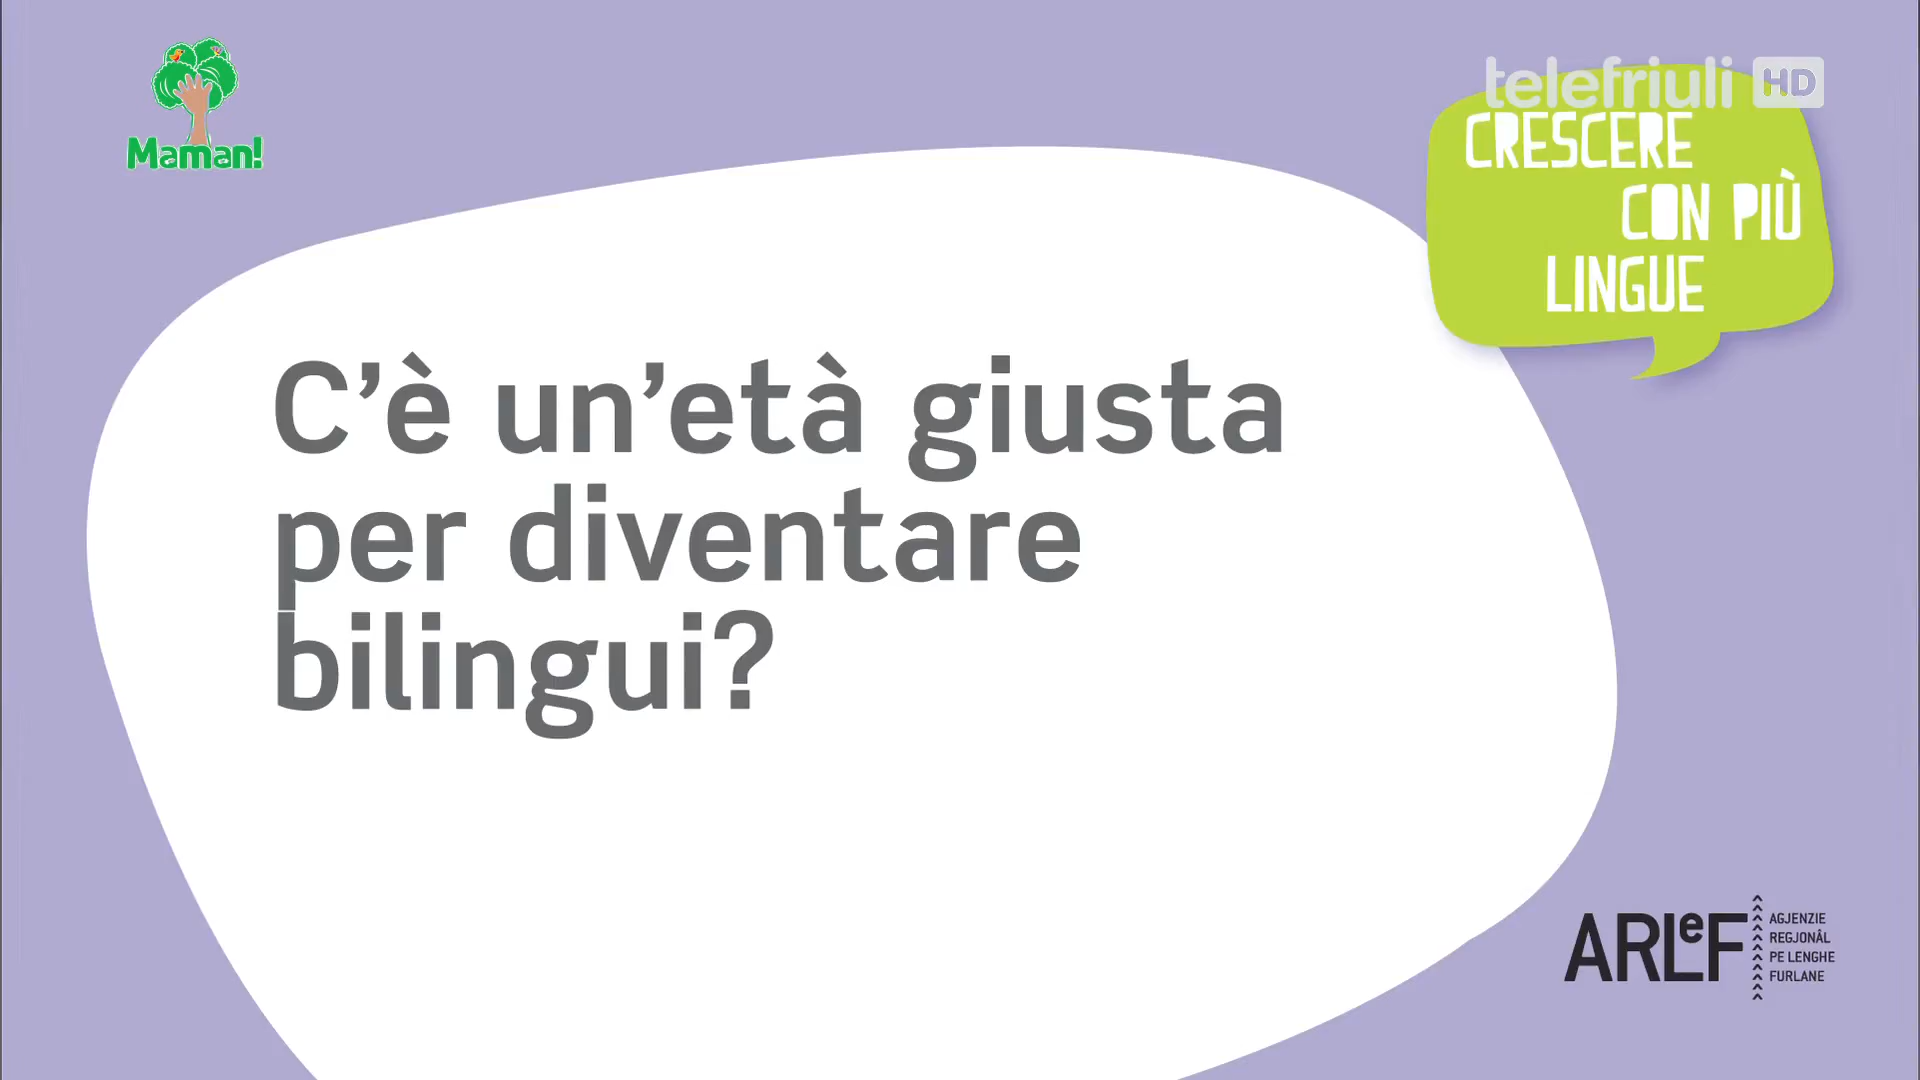 Maman!
telefriuli HD
CRESCERE
CON PIÙ
LINGUE
C’è un’età giusta
per diventare
bilingui?
ARLeF
AGJENZIE
REGJONÂL
PE LENGHE
FURLANE